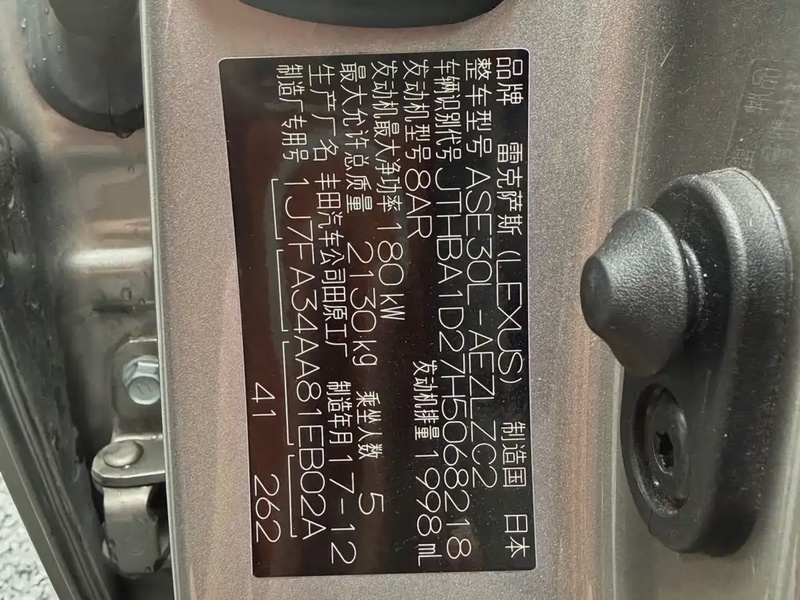 品牌 雷克萨斯 (LEXUS) 制造国 日本
整车型号 ASE30L-AEZLZC2
车辆识别代号 JTHBA1D27H5068218
发动机型号 8AR 发动机排量 1998 mL
发动机最大净功率 180 kW
最大允许总质量 2130 kg 乘坐人数 5
生产厂名 丰田汽车公司田原工厂 制造年月 17-12
制造厂专用号 1J7FA34AA81EB02A
41 262